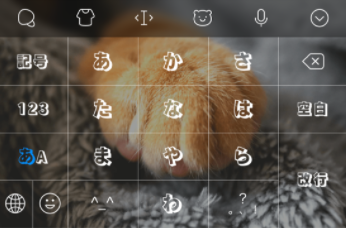 記号 あ か さ
123 た な は 空白
あA ま や ら
改行
^_^ わ 。、?!